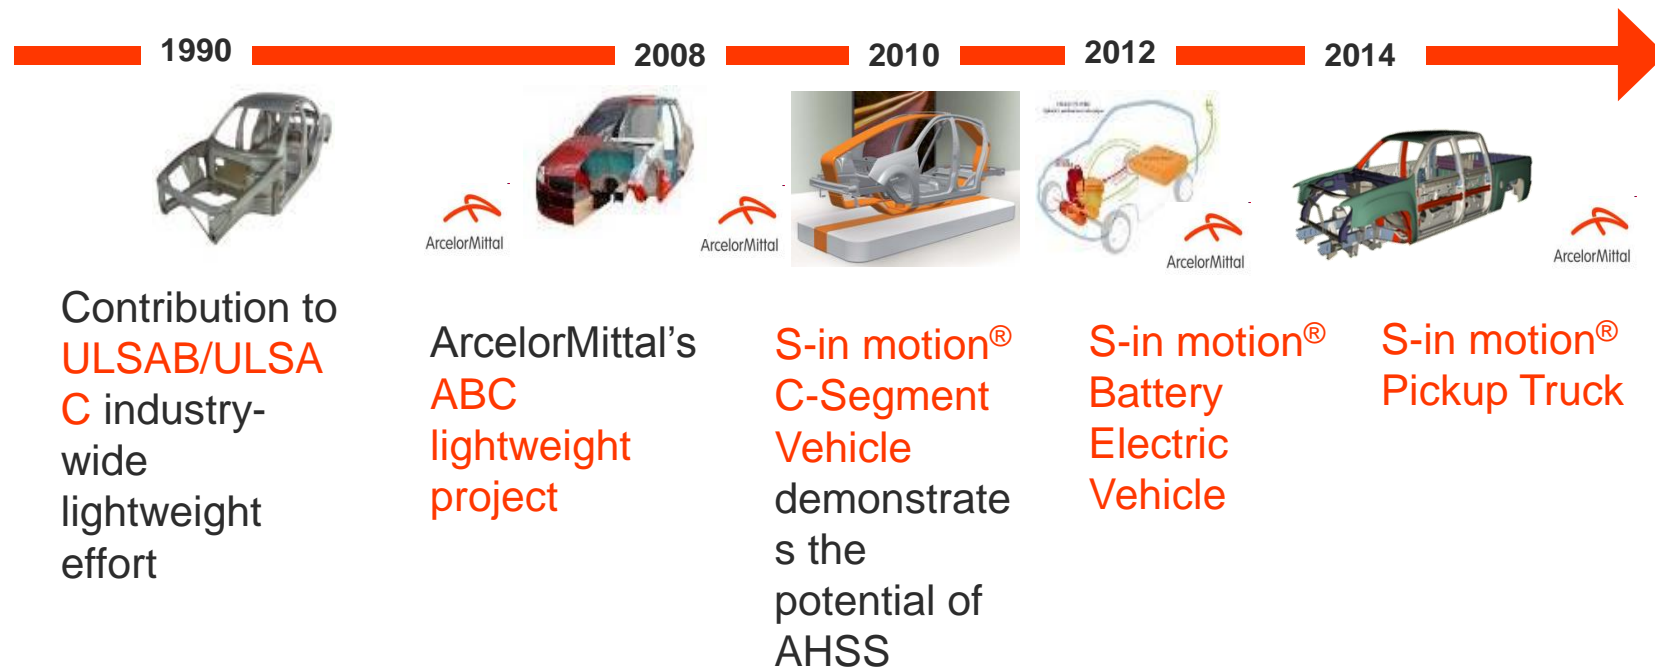 1990
2008
2010
2012
2014
ArcelorMittal
ArcelorMittal
ArcelorMittal
ArcelorMittal
Contribution to
ULSAB/ULSA
C industry-
wide
lightweight
effort
ArcelorMittal’s
ABC
lightweight
project
S-in motion®
C-Segment
Vehicle
demonstrate
s the
potential of
AHSS
S-in motion®
Battery
Electric
Vehicle
S-in motion®
Pickup Truck